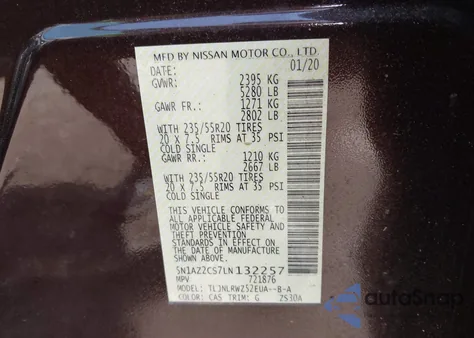 MFD BY NISSAN MOTOR CO., LTD.
DATE: 01/20
GVWR: 2395 KG
5280 LB
GAWR FR.: 1271 KG
2802 LB
WITH 235/55R20 TIRES
20 X 7.5 RIMS AT 35 PSI
COLD SINGLE
GAWR RR.: 1210 KG
2667 LB
WITH 235/55R20 TIRES
20 X 7.5 RIMS AT 35 PSI
COLD SINGLE
THIS VEHICLE CONFORMS TO
ALL APPLICABLE FEDERAL
MOTOR VEHICLE SAFETY AND
THEFT PREVENTION
STANDARDS IN EFFECT ON
THE DATE OF MANUFACTURE
SHOWN ABOVE.
5N1AZ2CS7LN132257
MPV 721876
MODEL: TLJNLRWZ52EUA--B-A
COLOR: CAS TRIM: G Z530A
AutoSnap